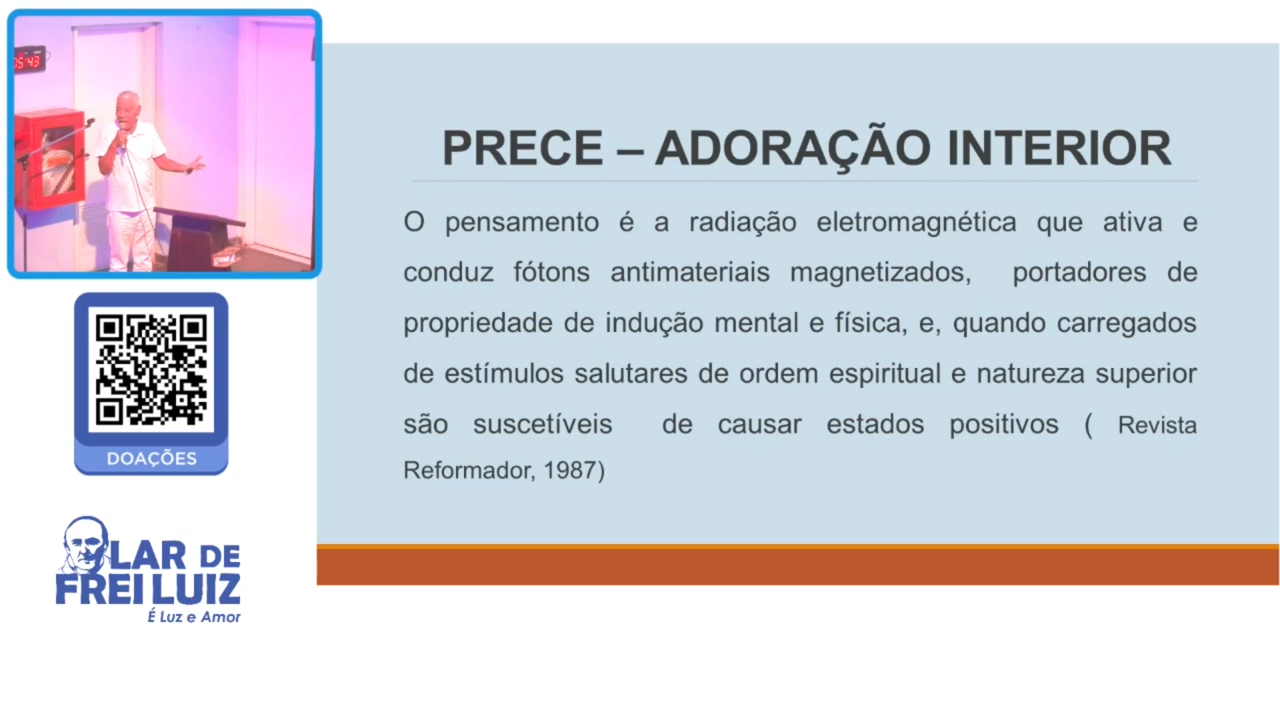 05:43
PRECE – ADORAÇÃO INTERIOR
O pensamento é a radiação eletromagnética que ativa e
conduz fótons antimateriais magnetizados, portadores de
propriedade de indução mental e física, e, quando carregados
de estímulos salutares de ordem espiritual e natureza superior
são suscetíveis de causar estados positivos ( Revista
Reformador, 1987)
DOAÇÕES
LAR DE
FREI LUIZ
É Luz e Amor